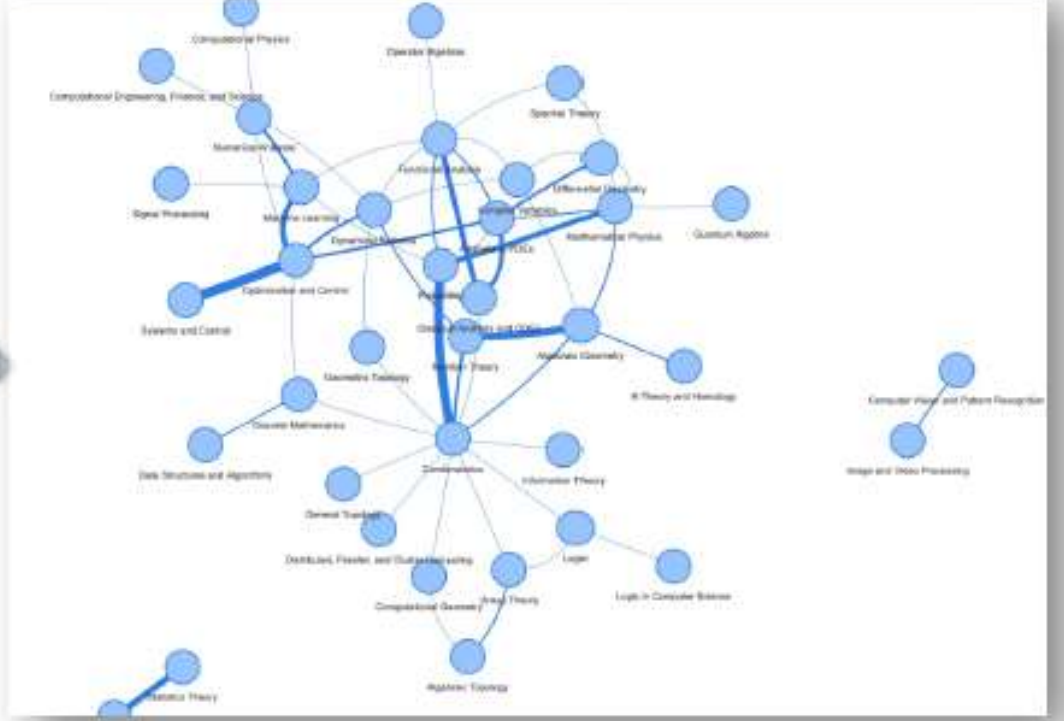 Computational Physics
Operator Algebras
Computational Engineering, Finance, and Science
Spectral Theory
Numerical Analysis
Functional Analysis
Differential Geometry
Signal Processing
Machine Learning
Dynamical Systems
Mathematical Physics
Quantum Algebra
Optimization and Control
Probability
Systems and Control
Number Theory
Algebraic Geometry
Geometric Topology
K-Theory and Homology
Computer Vision and Pattern Recognition
Discrete Mathematics
Data Structures and Algorithms
Combinatorics
Information Theory
Image and Video Processing
General Topology
Distributed, Parallel, and Cluster Computing
Logic
Computational Geometry
Group Theory
Logic in Computer Science
Algebraic Topology
Statistics Theory